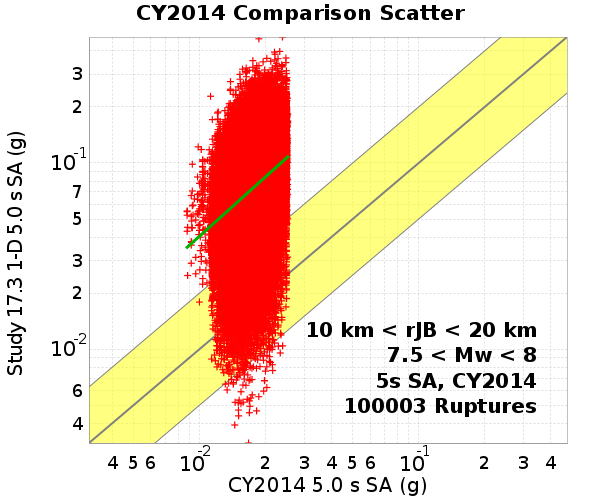 CY2014 Comparison Scatter
Study 17.3 1-D 5.0 s SA (g)
3
2
10-1
7
5
3
2
10-2
6
4
10 km < rJB < 20 km
7.5 < Mw < 8
5s SA, CY2014
100003 Ruptures
4 5 6 10-2 2 3 4 5 6 10-1 2 3 4
CY2014 5.0 s SA (g)